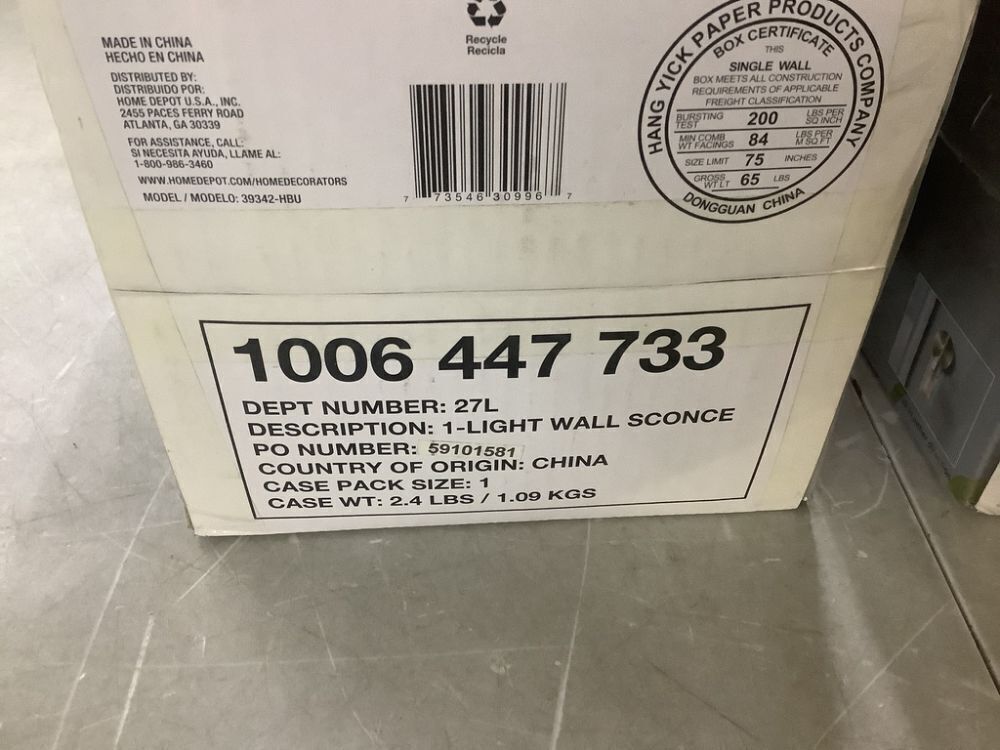 MADE IN CHINA
HECHO EN CHINA
DISTRIBUTED BY:
DISTRIBUIDO POR:
HOME DEPOT U.S.A., INC.
2455 PACES FERRY ROAD
ATLANTA, GA 30339
FOR ASSISTANCE, CALL:
SI NECESITA AYUDA, LLAME AL:
1-800-986-3460
WWW.HOMEDEPOT.COM/HOMEDECORATORS
MODEL / MODELO: 39342-HBU
Recycle
Recicla
7 73546 30996 7
HANG YICK PAPER PRODUCTS COMPANY
BOX CERTIFICATE
THIS
SINGLE WALL
BOX MEETS ALL CONSTRUCTION
REQUIREMENTS OF APPLICABLE
FREIGHT CLASSIFICATION
BURSTING TEST 200 LBS PER SQ INCH
MIN COMB WT FACINGS 84 LBS PER M SQ FT
SIZE LIMIT 75 INCHES
GROSS WT LT 65 LBS
DONGGUAN CHINA
1006 447 733
DEPT NUMBER: 27L
DESCRIPTION: 1-LIGHT WALL SCONCE
PO NUMBER: 59101581
COUNTRY OF ORIGIN: CHINA
CASE PACK SIZE: 1
CASE WT: 2.4 LBS / 1.09 KGS